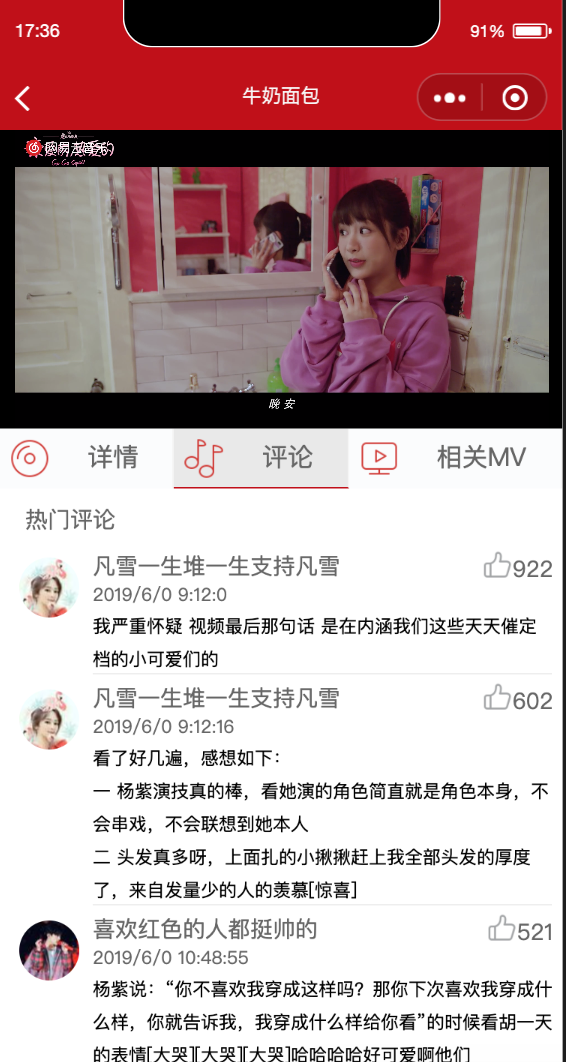 17:36
91%
牛奶面包
晚安
详情
评论
相关MV
热门评论
凡雪一生堆一生支持凡雪
922
2019/6/0 9:12:0
我严重怀疑 视频最后那句话 是在内涵我们这些天天催定
档的小可爱们的
凡雪一生堆一生支持凡雪
602
2019/6/0 9:12:16
看了好几遍，感想如下：
一 杨紫演技真的棒，看她演的角色简直就是角色本身，不
会串戏，不会联想到她本人
二 头发真多呀，上面扎的小揪揪赶上我全部头发的厚度
了，来自发量少的人的羡慕[惊喜]
喜欢红色的人都挺帅的
521
2019/6/0 10:48:55
杨紫说：“你不喜欢我穿成这样吗？那你下次喜欢我穿成什
么样，你就告诉我，我穿成什么样给你看”的时候看胡一天
的表情[大哭][大哭][大哭]哈哈哈哈好可爱啊他们